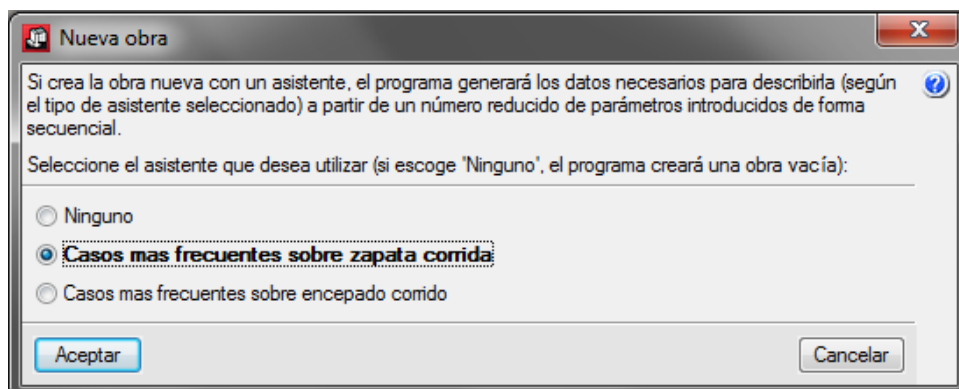 Nueva obra
Si crea la obra nueva con un asistente, el programa generará los datos necesarios para describirla (según
el tipo de asistente seleccionado) a partir de un número reducido de parámetros introducidos de forma
secuencial.
Seleccione el asistente que desea utilizar (si escoge 'Ninguno', el programa creará una obra vacía):
Ninguno
Casos mas frecuentes sobre zapata corrida
Casos mas frecuentes sobre encepado corrido
Aceptar
Cancelar